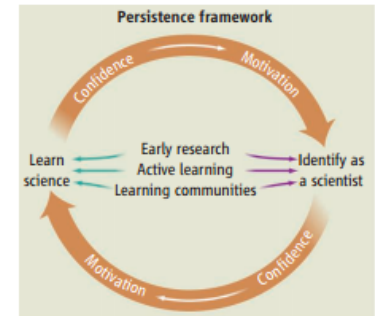 Persistence framework
Confidence
Motivation
Early research
Active learning
Learning communities
Learn
science
Identify as
a scientist
Motivation
Confidence